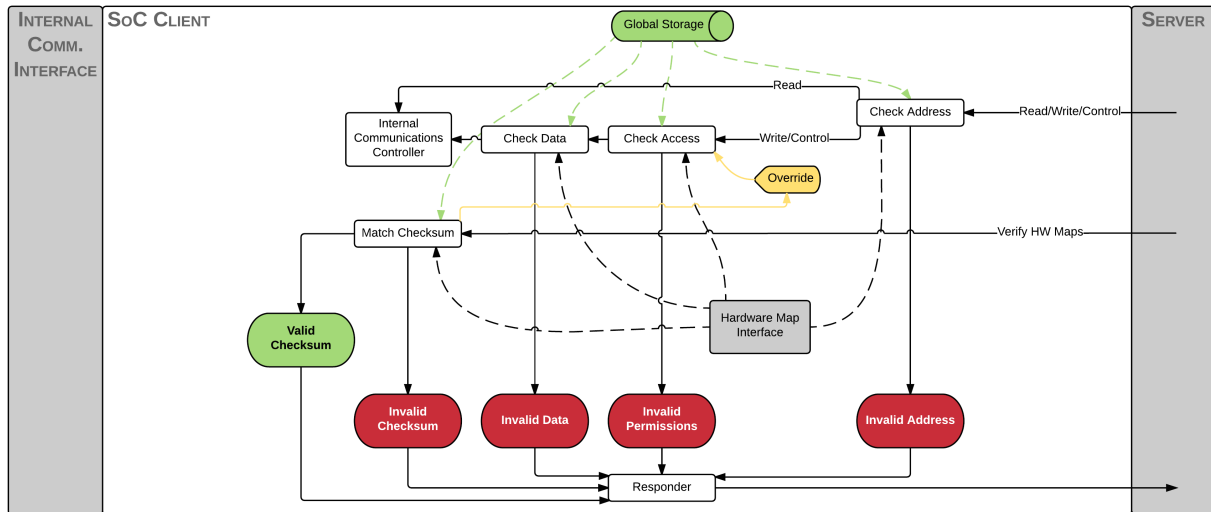 INTERNAL
COMM.
INTERFACE
SOC CLIENT
SERVER
Global Storage
Read
Check Address
Read/Write/Control
Internal
Communications
Controller
Check Data
Check Access
Write/Control
Override
Match Checksum
Verify HW Maps
Hardware Map
Interface
Valid
Checksum
Invalid
Checksum
Invalid Data
Invalid
Permissions
Invalid Address
Responder